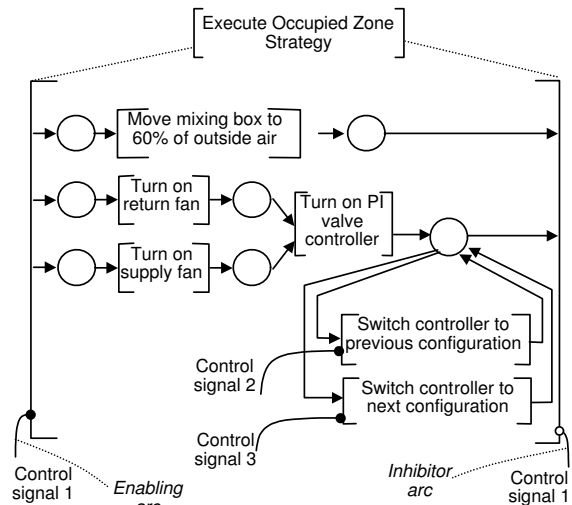 Execute Occupied Zone
Strategy
Move mixing box to
60% of outside air
Turn on
return fan
Turn on PI
valve
controller
Turn on
supply fan
Switch controller to
previous configuration
Control
signal 2
Switch controller to
next configuration
Control
signal 3
Control
signal 1
Enabling
arc
Inhibitor
arc
Control
signal 1